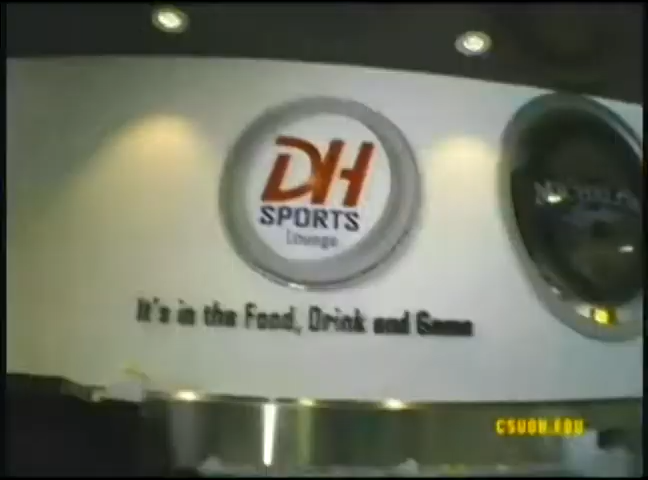 DH
SPORTS
Lounge
It's in the Food, Drink and Game
CSUDH.EDU